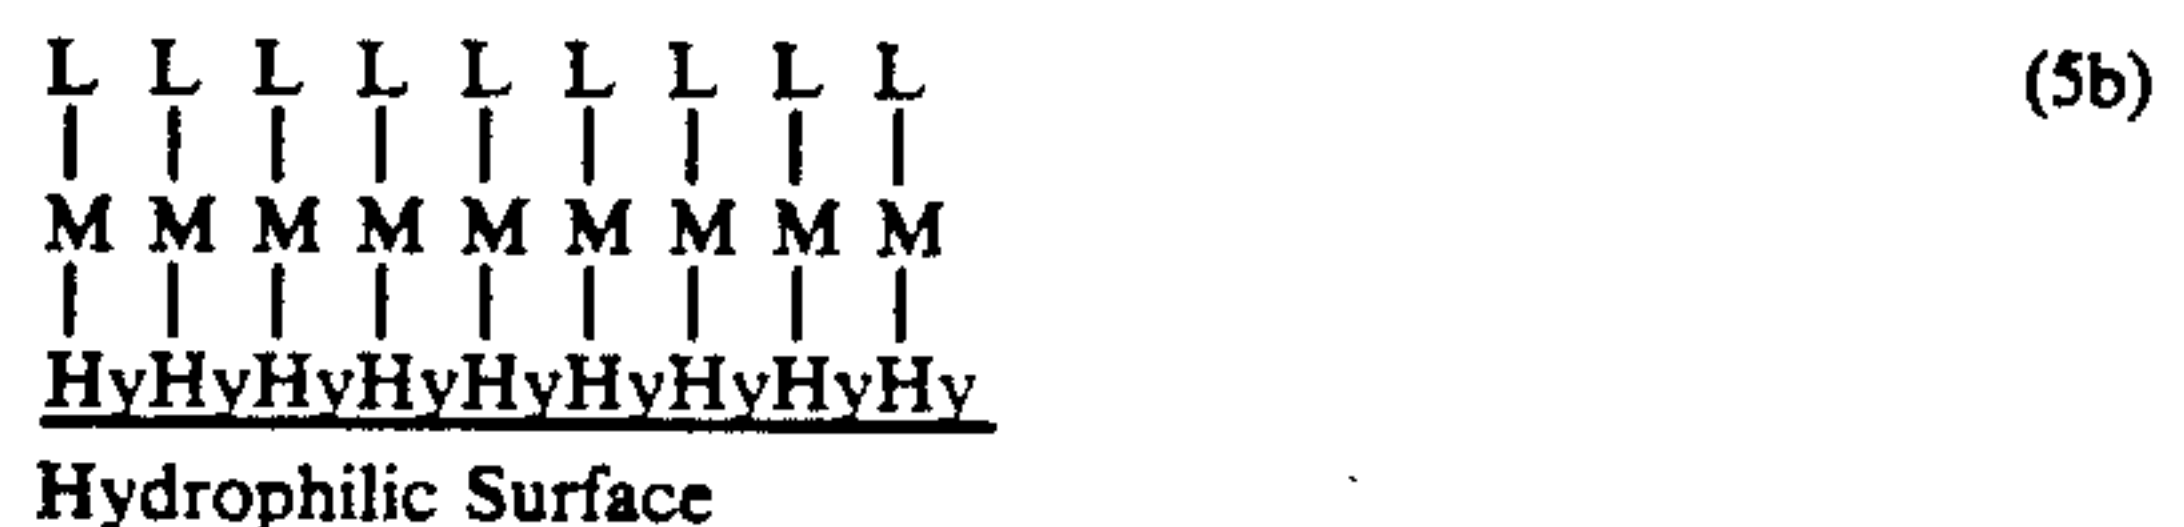 L L L L L L L L L (5b)
M M M M M M M M M
HyHyHyHyHyHyHyHyHy
Hydrophilic Surface